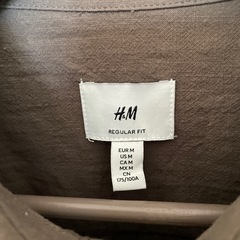 H&M
REGULAR FIT
EUR M
US M
CA M
MX M
CN
175/100A